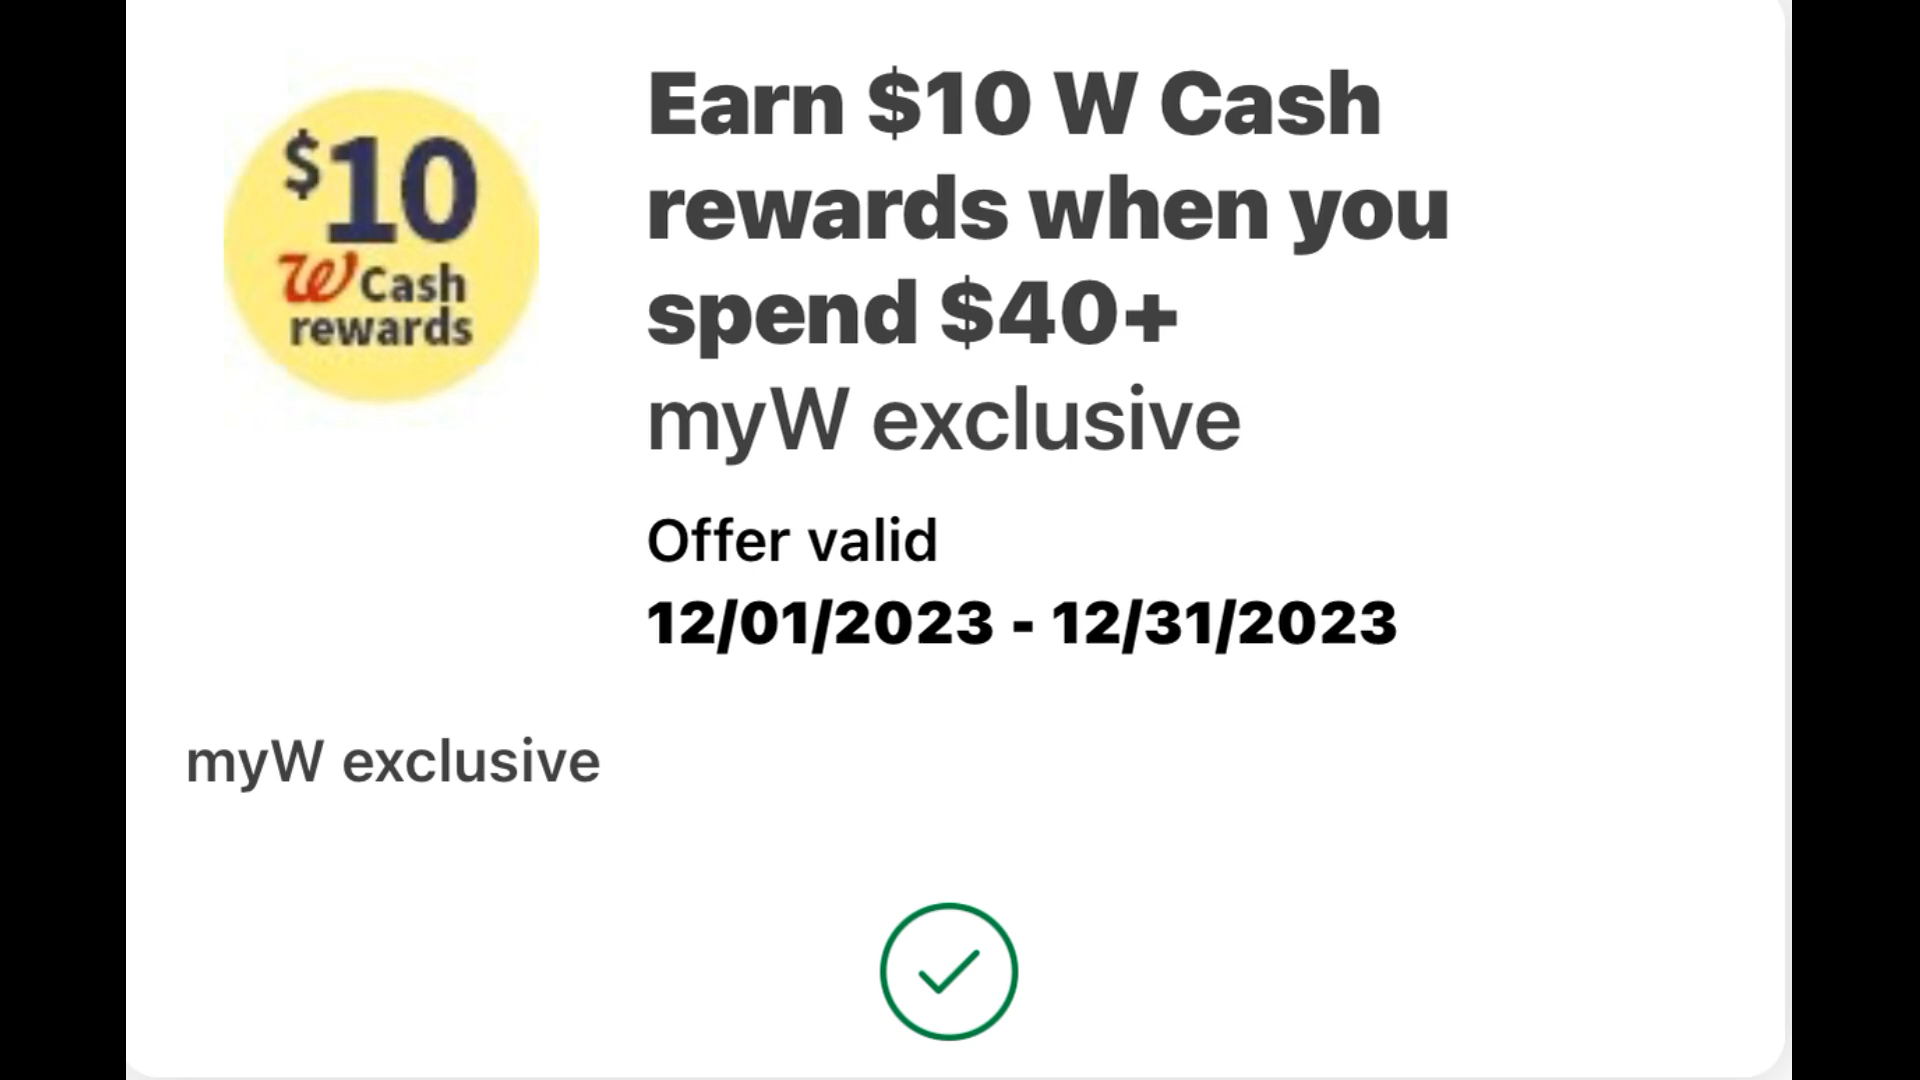 $10
W Cash
rewards
Earn $10 W Cash
rewards when you
spend $40+
myW exclusive
Offer valid
12/01/2023 - 12/31/2023
myW exclusive